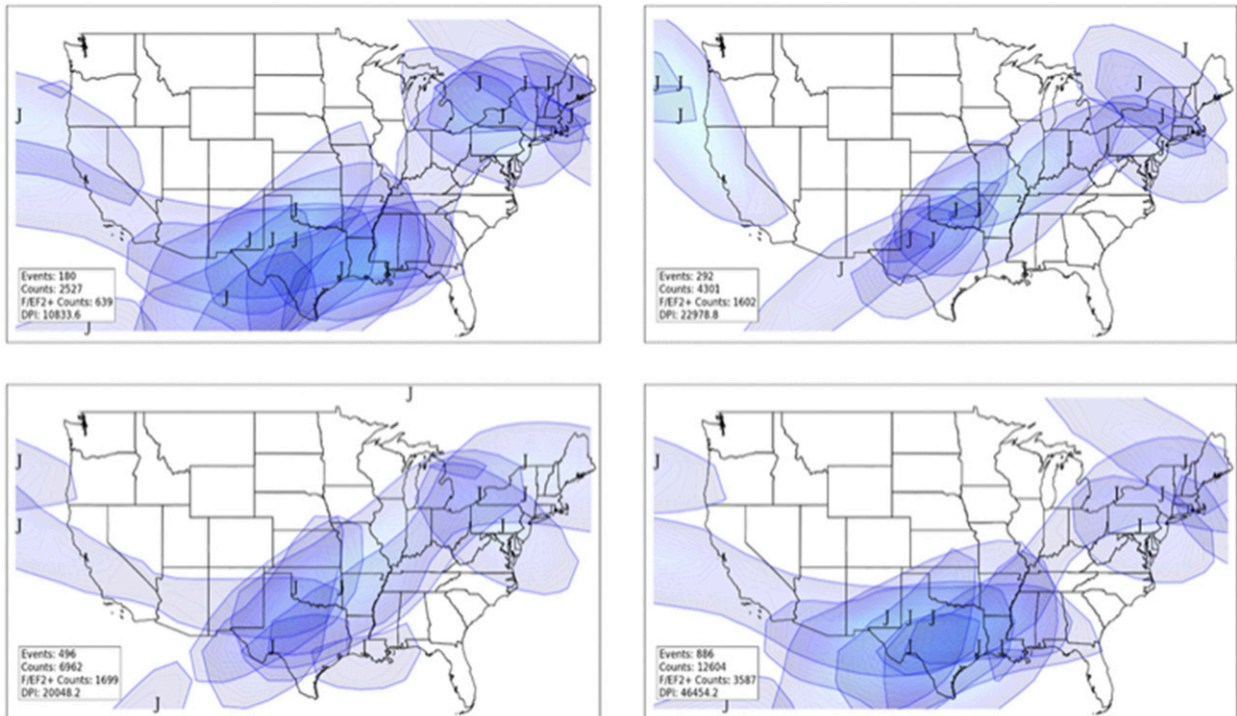 Events: 180
Counts: 2527
F/EF2+ Counts: 639
DPI: 10833.6
Events: 292
Counts: 4301
F/EF2+ Counts: 1602
DPI: 22978.8
Events: 496
Counts: 6962
F/EF2+ Counts: 1699
DPI: 20048.2
Events: 886
Counts: 12604
F/EF2+ Counts: 3587
DPI: 46454.2